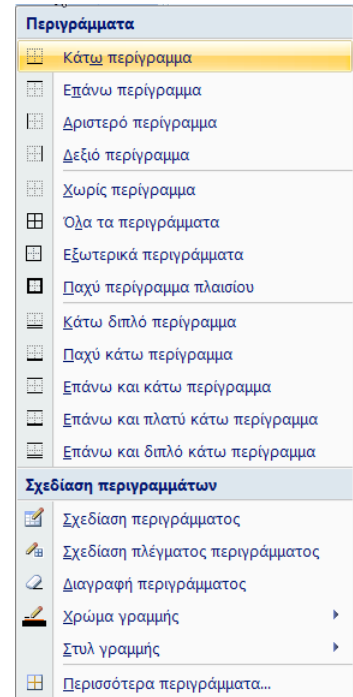 Περιγράμματα
Κάτω περίγραμμα
Επάνω περίγραμμα
Αριστερό περίγραμμα
Δεξιό περίγραμμα
Χωρίς περίγραμμα
Όλα τα περιγράμματα
Εξωτερικά περιγράμματα
Παχύ περίγραμμα πλαισίου
Κάτω διπλό περίγραμμα
Παχύ κάτω περίγραμμα
Επάνω και κάτω περίγραμμα
Επάνω και πλατύ κάτω περίγραμμα
Επάνω και διπλό κάτω περίγραμμα
Σχεδίαση περιγραμμάτων
Σχεδίαση περιγράμματος
Σχεδίαση πλέγματος περιγράμματος
Διαγραφή περιγράμματος
Χρώμα γραμμής
Στυλ γραμμής
Περισσότερα περιγράμματα...